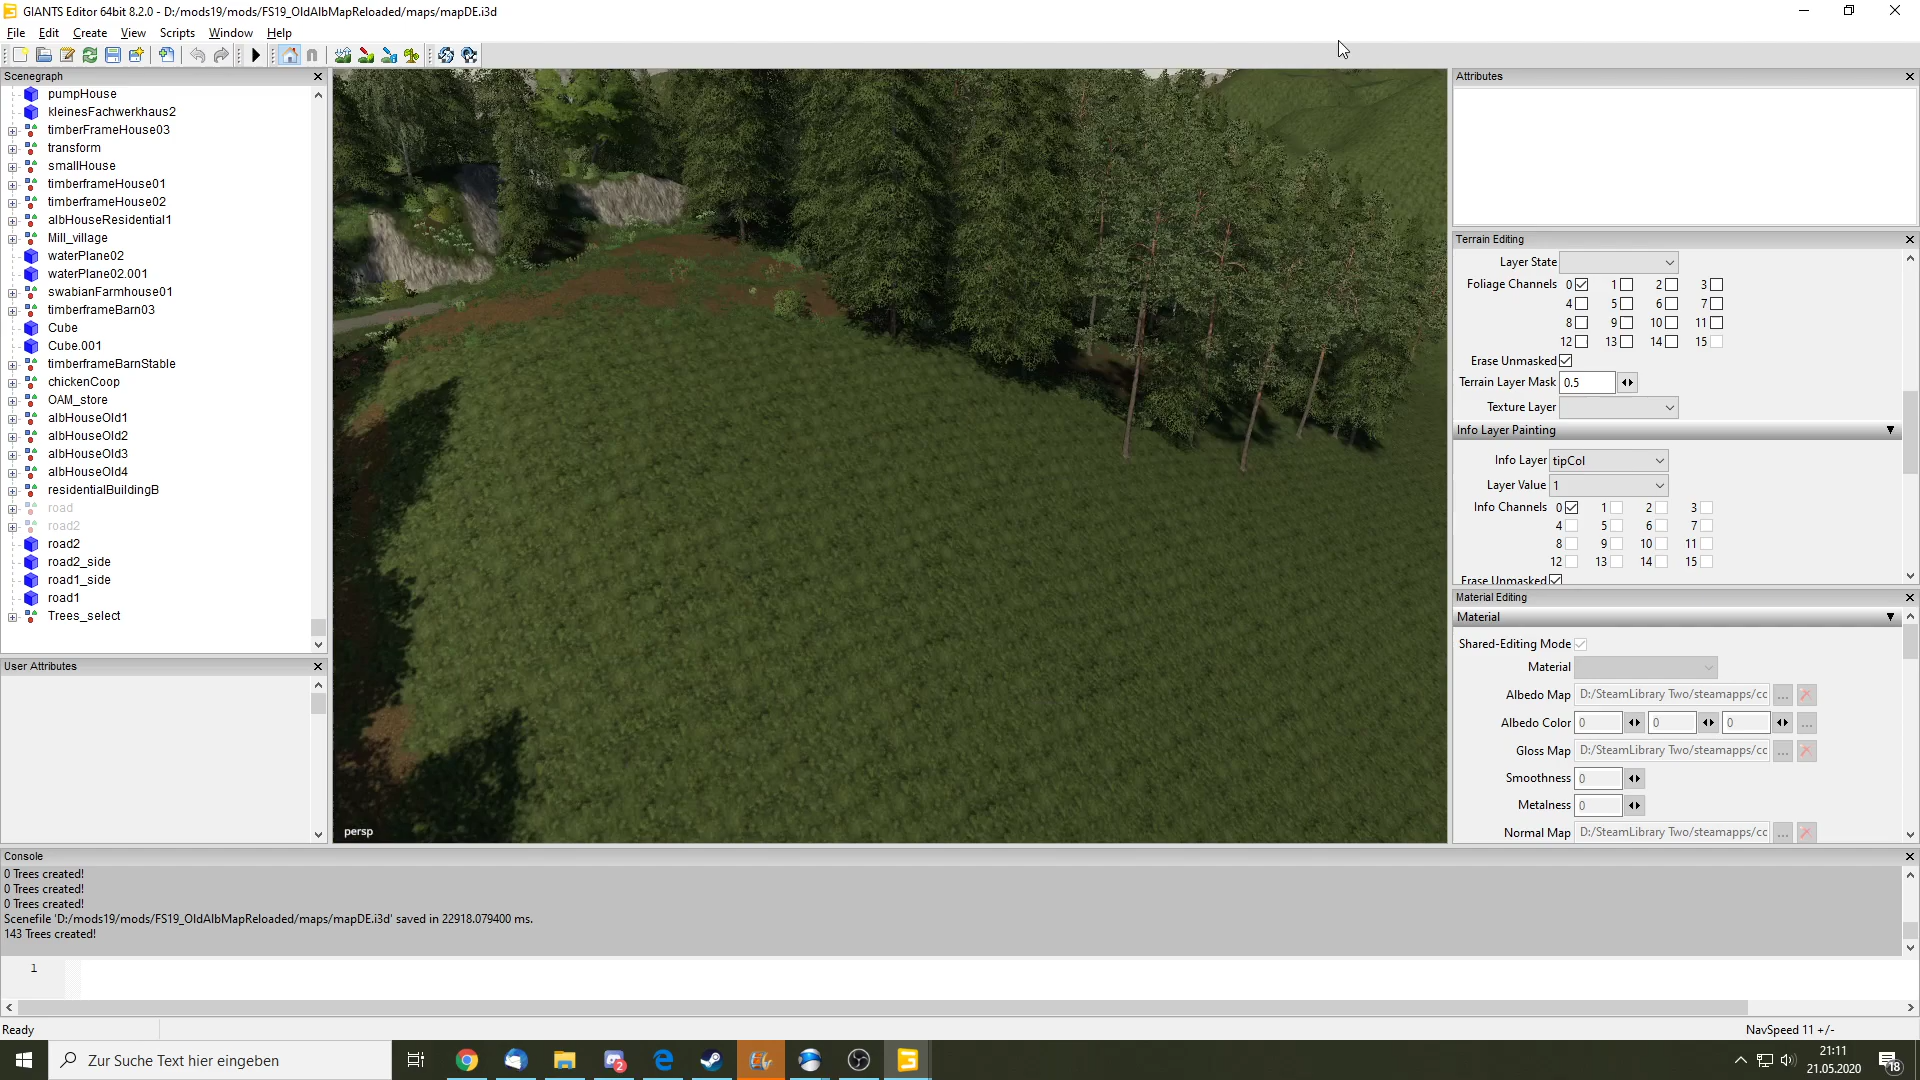 GIANTS Editor 64bit 8.2.0 - D:/mods19/mods/FS19_OldAlbMapReloaded/maps/mapDE.i3d
File Edit Create View Scripts Window Help
Scenegraph
pumpHouse
kleinesFachwerkhaus2
timberFrameHouse03
transform
smallHouse
timberframeHouse01
timberframeHouse02
albHouseResidential1
Mill_village
waterPlane02
waterPlane02.001
swabianFarmhouse01
timberframeBarn03
Cube
Cube.001
timberframeBarnStable
chickenCoop
OAM_store
albHouseOld1
albHouseOld2
albHouseOld3
albHouseOld4
residentialBuildingB
road
road2
road2
road2_side
road1_side
road1
Trees_select
User Attributes
persp
Attributes
Terrain Editing
Layer State
Foliage Channels 0 1 2 3
4 5 6 7
8 9 10 11
12 13 14 15
Erase Unmasked
Terrain Layer Mask 0.5
Texture Layer
Info Layer Painting
Info Layer tipCol
Layer Value 1
Info Channels 0 1 2 3
4 5 6 7
8 9 10 11
12 13 14 15
Erase Unmasked
Material Editing
Material
Shared-Editing Mode
Material
Albedo Map D:/SteamLibrary Two/steamapps/cc ...
Albedo Color 0 0 0 ...
Gloss Map D:/SteamLibrary Two/steamapps/cc ...
Smoothness 0
Metalness 0
Normal Map D:/SteamLibrary Two/steamapps/cc ...
Console
0 Trees created!
0 Trees created!
0 Trees created!
Scenefile 'D:/mods19/mods/FS19_OldAlbMapReloaded/maps/mapDE.i3d' saved in 22918.079400 ms.
143 Trees created!
1
Ready
NavSpeed 11 +/-
Zur Suche Text hier eingeben
2
21:11
21.05.2020
18